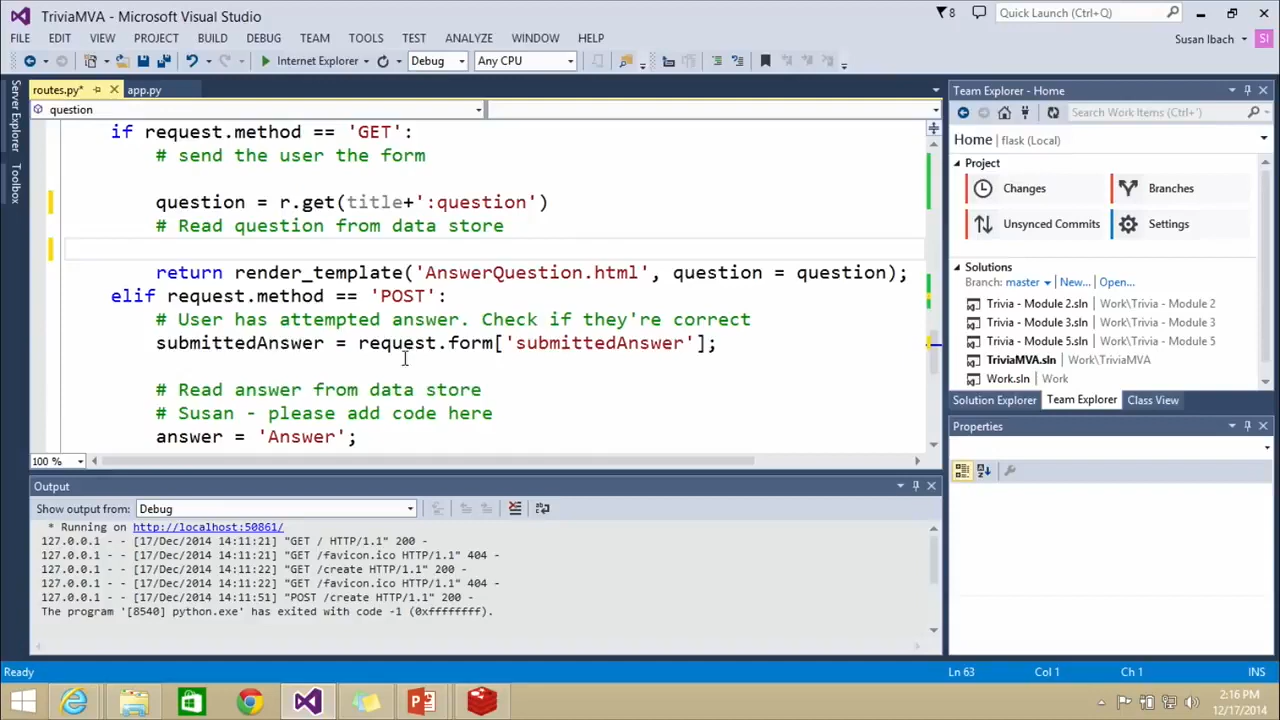 TriviaMVA - Microsoft Visual Studio
8
Quick Launch (Ctrl+Q)
FILE EDIT VIEW PROJECT BUILD DEBUG TEAM TOOLS TEST ANALYZE WINDOW HELP
Susan Ibach SI
Internet Explorer Debug Any CPU
Server Explorer
Toolbox
routes.py* app.py
question
if request.method == 'GET':
# send the user the form
question = r.get(title+':question')
# Read question from data store
return render_template('AnswerQuestion.html', question = question);
elif request.method == 'POST':
# User has attempted answer. Check if they're correct
submittedAnswer = request.form['submittedAnswer'];
# Read answer from data store
# Susan - please add code here
answer = 'Answer';
100 %
Output
Show output from: Debug
* Running on http://localhost:50861/
127.0.0.1 - - [17/Dec/2014 14:11:21] "GET / HTTP/1.1" 200 -
127.0.0.1 - - [17/Dec/2014 14:11:21] "GET /favicon.ico HTTP/1.1" 404 -
127.0.0.1 - - [17/Dec/2014 14:11:22] "GET /create HTTP/1.1" 200 -
127.0.0.1 - - [17/Dec/2014 14:11:22] "GET /favicon.ico HTTP/1.1" 404 -
127.0.0.1 - - [17/Dec/2014 14:11:51] "POST /create HTTP/1.1" 200 -
The program '[8540] python.exe' has exited with code -1 (0xffffffff).
Team Explorer - Home
Search Work Items (Ctrl+')
Home | flask (Local)
Project
Changes Branches
Unsynced Commits Settings
Solutions
Branch: master New... Open...
Trivia - Module 2.sln Work\Trivia - Module 2
Trivia - Module 3.sln Work\Trivia - Module 3
Trivia - Module 5.sln Work\Trivia - Module 5
TriviaMVA.sln Work\TriviaMVA
Work.sln Work
Solution Explorer Team Explorer Class View
Properties
Ready Ln 63 Col 1 Ch 1 INS
2:16 PM
12/17/2014